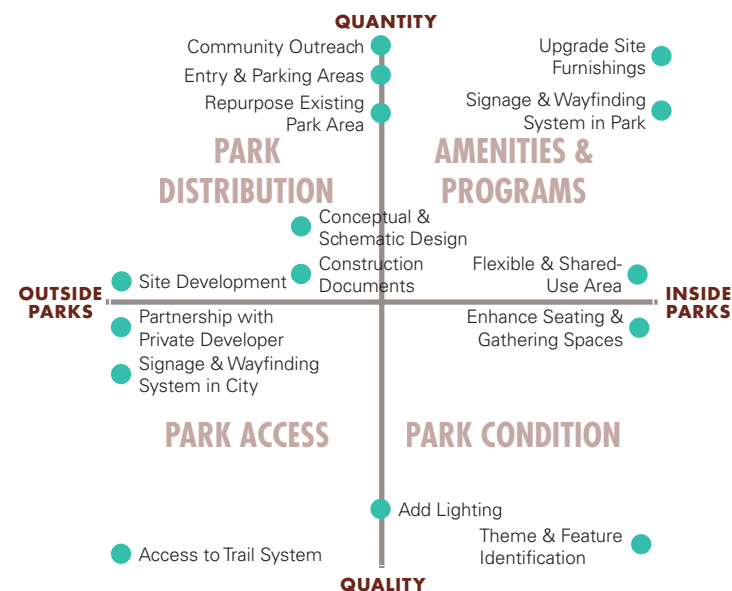 QUANTITY
Community Outreach
Entry & Parking Areas
Repurpose Existing
Park Area
Upgrade Site
Furnishings
Signage & Wayfinding
System in Park
PARK
DISTRIBUTION
AMENITIES &
PROGRAMS
Conceptual &
Schematic Design
Construction
Documents
Site Development
Flexible & Shared-
Use Area
OUTSIDE
PARKS
INSIDE
PARKS
Partnership with
Private Developer
Signage & Wayfinding
System in City
Enhance Seating &
Gathering Spaces
PARK ACCESS
PARK CONDITION
Add Lighting
Theme & Feature
Identification
Access to Trail System
QUALITY